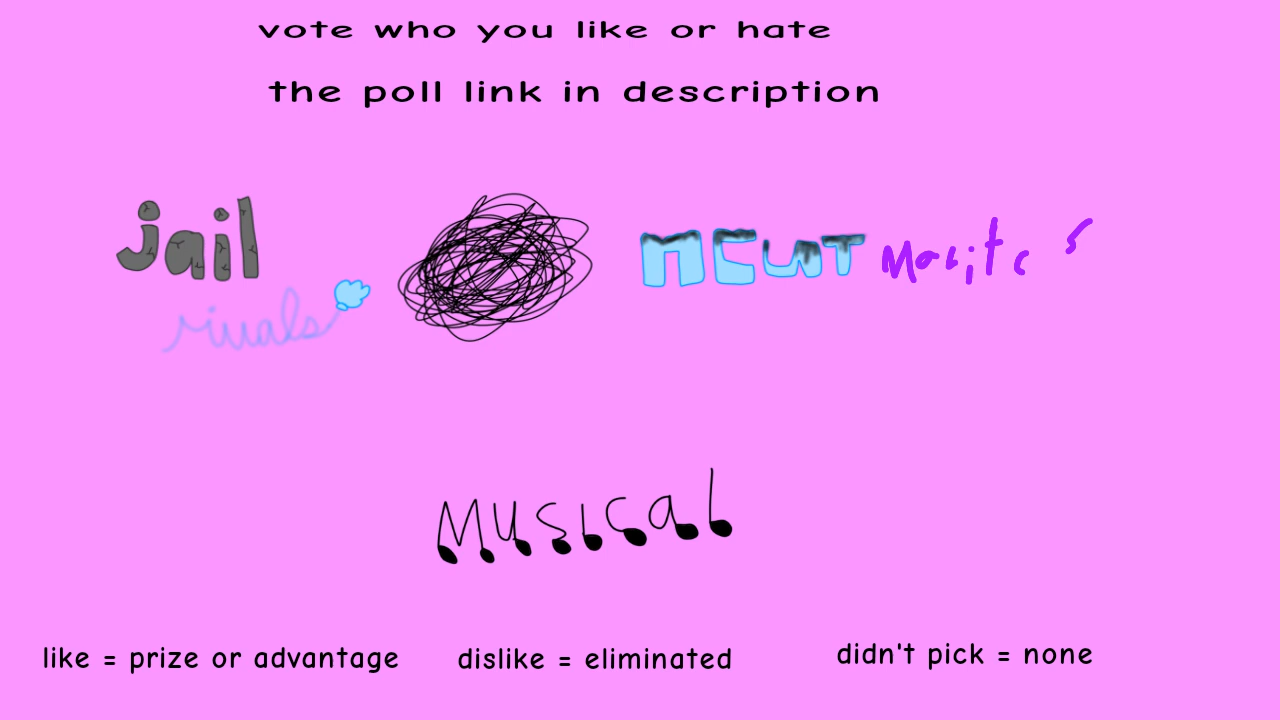 vote who you like or hate
the poll link in description
jail
rivals
musical
like = prize or advantage
dislike = eliminated
didn't pick = none